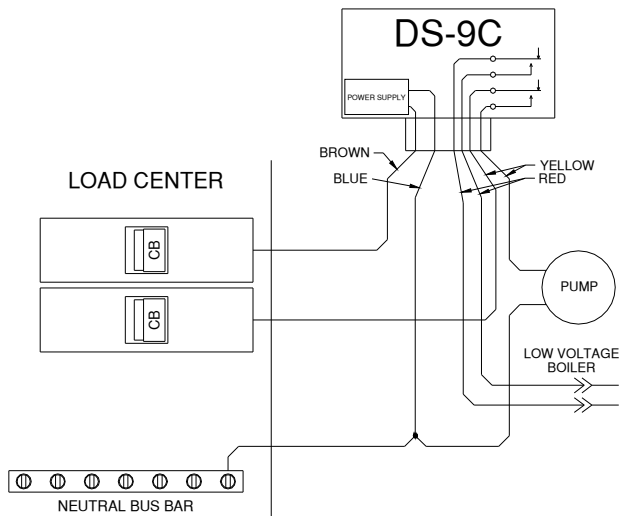 DS-9C
POWER SUPPLY
BROWN
BLUE
YELLOW
RED
LOAD CENTER
CB
CB
PUMP
LOW VOLTAGE
BOILER
NEUTRAL BUS BAR